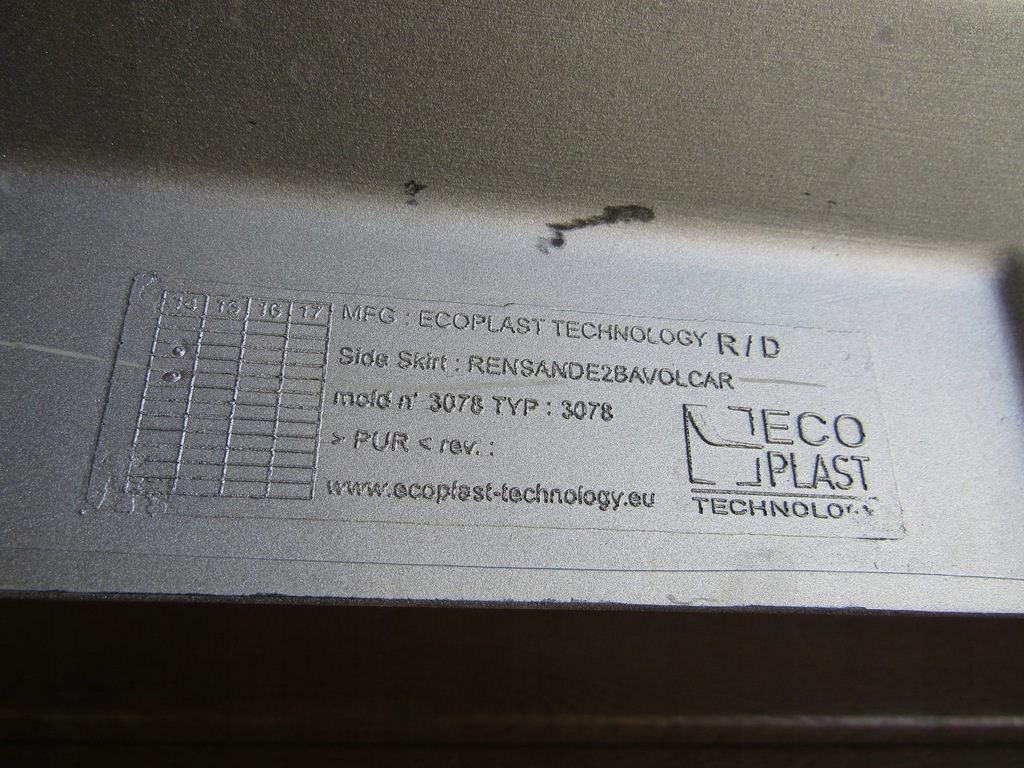 14 15 16 17
MFG : ECOPLAST TECHNOLOGY R/D
Side Skirt : RENSANDE2BAVOLCAR
mold n° 3078 TYP : 3078
> PUR < rev. :
www.ecoplast-technology.eu
ECO
PLAST
TECHNOLOGY